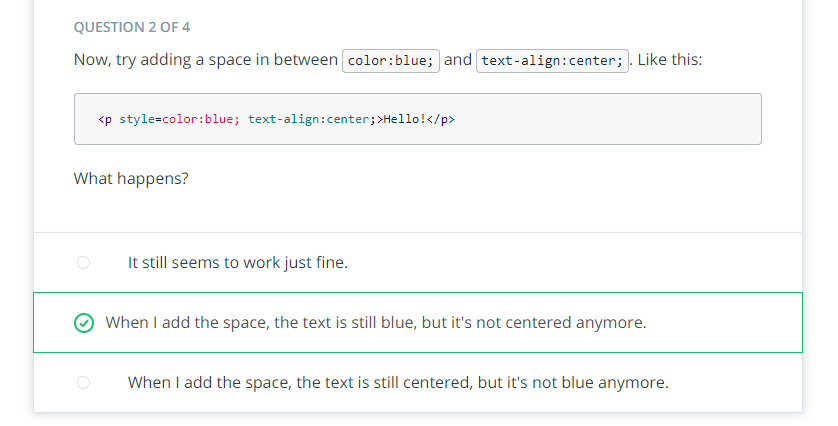 QUESTION 2 OF 4
Now, try adding a space in between color:blue; and text-align:center;. Like this:
<p style=color:blue; text-align:center;>Hello!</p>
What happens?
It still seems to work just fine.
When I add the space, the text is still blue, but it's not centered anymore.
When I add the space, the text is still centered, but it's not blue anymore.